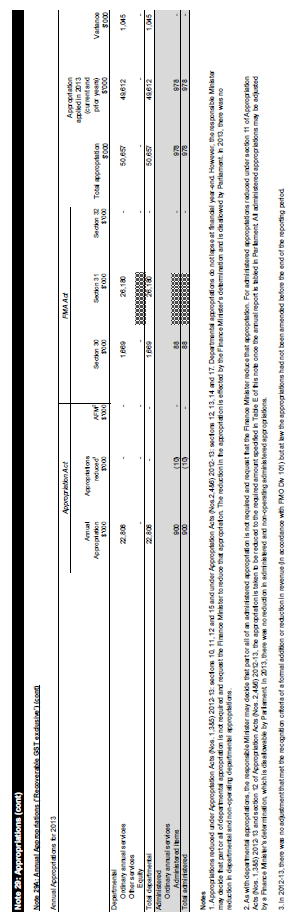 Note 29 - Appropriations (cont)
Note 29A: Annual Appropriations ('Recoverable GST exclusive') (cont)
Annual Appropriations for 2013
Appropriation Act FMA Act
Annual Appropriation $'000 Appropriations reduced¹ $'000 AFM² $'000 Section 30 $'000 Section 31 $'000 Section 32 $'000 Total appropriation $'000 Appropriation applied in 2013 (current and prior years) $'000 Variance $'000
Departmental
Ordinary annual services 22,808 - - 1,669 26,180 - 50,657 49,612 1,045
Other services
Equity - - - - - -
Total departmental 22,808 - - 1,669 26,180 - 50,657 49,612 1,045
Administered
Ordinary annual services
Administered items 900 (10) - 88 - 978 978 -
Total administered 900 (10) - 88 - 978 978 -
Notes
1. Appropriations reduced under Appropriation Acts (Nos. 1,3&5) 2012-13: sections 10, 11, 12 and 15 and under Appropriation Acts (Nos.2,4&6) 2012-13: sections 12, 13, 14 and 17. Departmental appropriations do not lapse at financial year-end. However, the responsible Minister
may decide that part or all of departmental appropriation is not required and request the Finance Minister to reduce that appropriation. The reduction in the appropriation is effected by the Finance Minister's determination and is disallowed by Parliament. In 2013, there was no
reduction in departmental and non-operating departmental appropriations.
2. As with departmental appropriations, the responsible Minister may decide that part or all of an administered appropriation is not required and request that the Finance Minister reduce that appropriation. For administered appropriations reduced under section 11 of Appropriation
Acts (Nos. 1,3&5) 2012-13 and section 12 of Appropriation Acts (Nos. 2,4&6) 2012-13, the appropriation is taken to be reduced to the required amount specified in Table E of this note once the annual report is tabled in Parliament. All administered appropriations may be adjusted
by a Finance Minister's determination, which is disallowable by Parliament. In 2013, there was no reduction in administered and non-operating administered appropriations.
3. In 2012-13, there was no adjustment that met the recognition criteria of a formal addition or reduction in revenue (in accordance with FMO Div 101) but at law the appropriations had not been amended before the end of the reporting period.